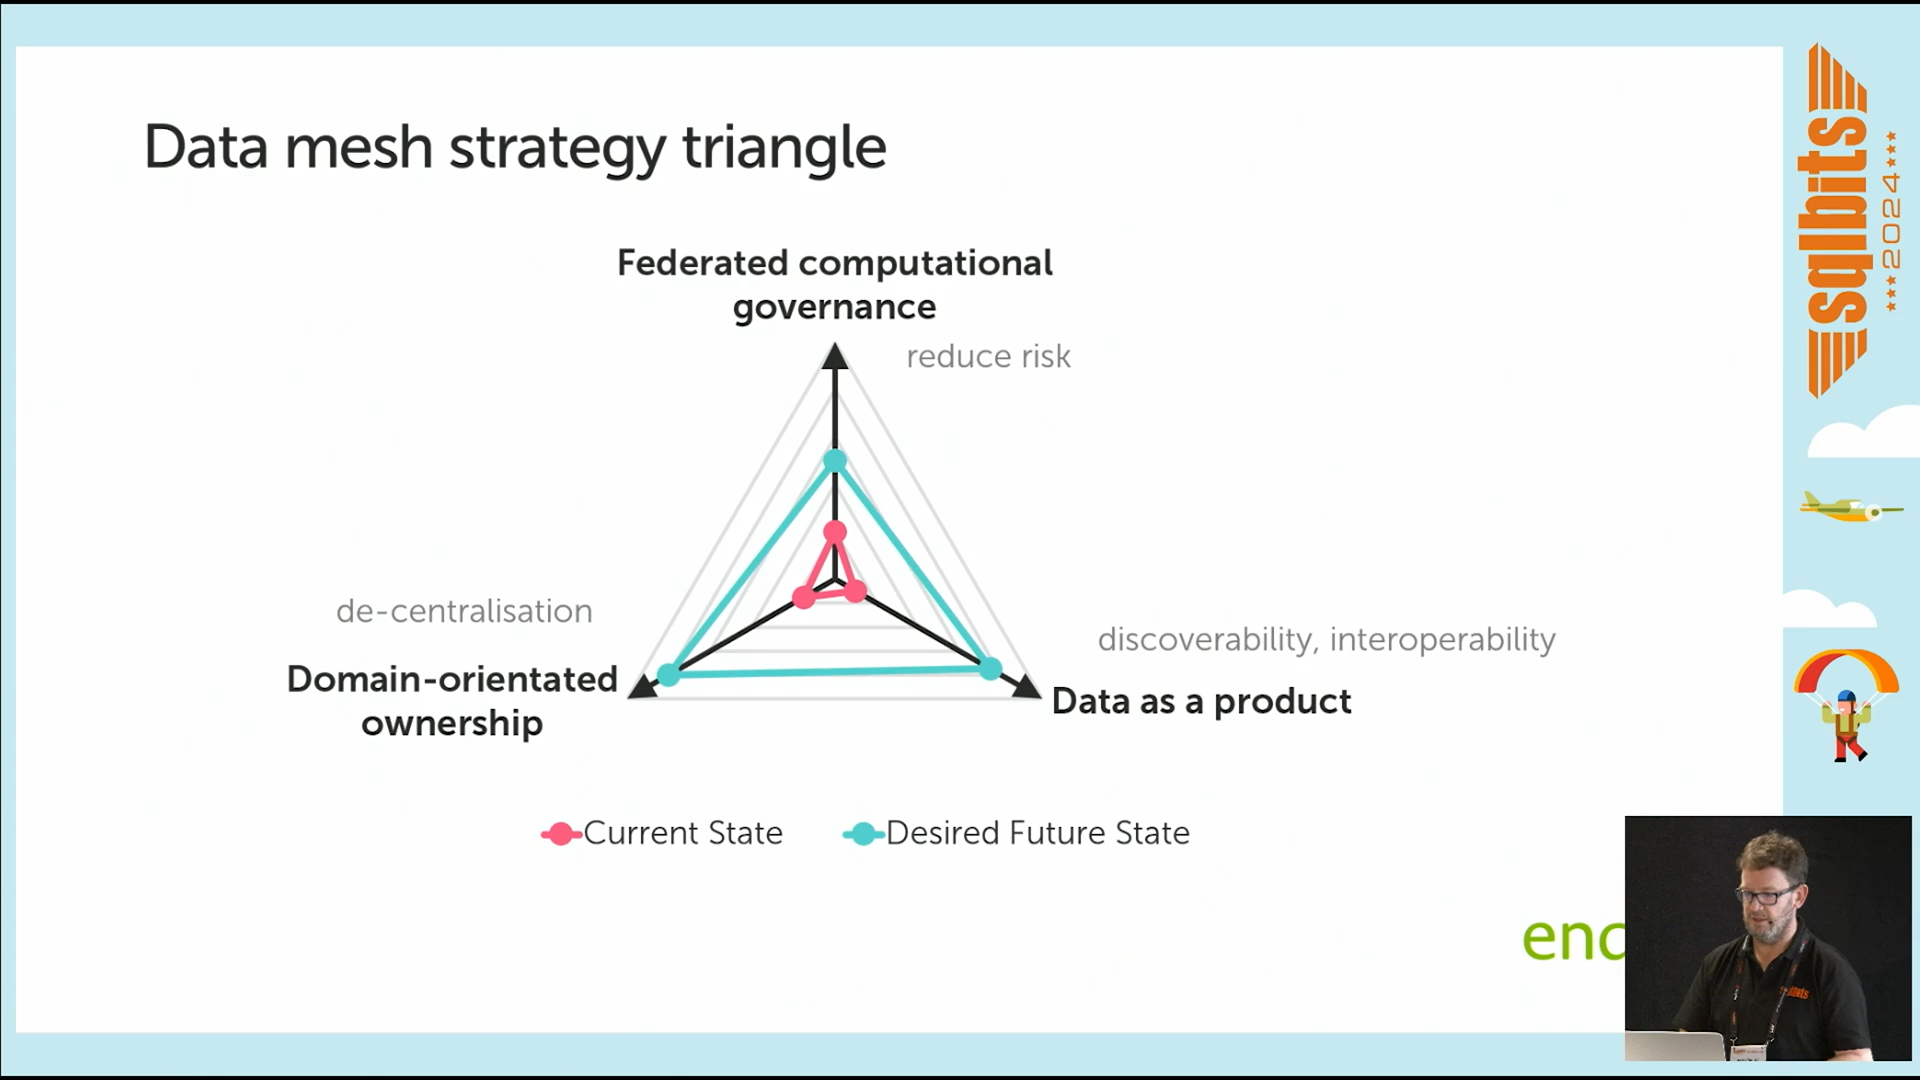 Data mesh strategy triangle
Federated computational
governance
reduce risk
de-centralisation
discoverability, interoperability
Domain-orientated
ownership
Data as a product
Current State
Desired Future State
sqlbits
2024
sqlbits